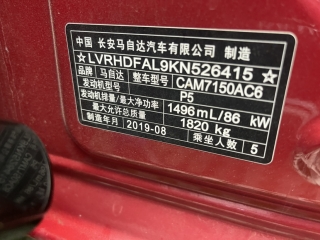 中国 长安马自达汽车有限公司 制造
☆LVRHDFAL9KN526415☆
品牌 马自达 整车型号 CAM7150AC6
发动机型号 P5
发动机排量/最大净功率 1496mL/86 kW
最大允许总质量 1820 kg
制造年月 2019-08 乘坐人数 5